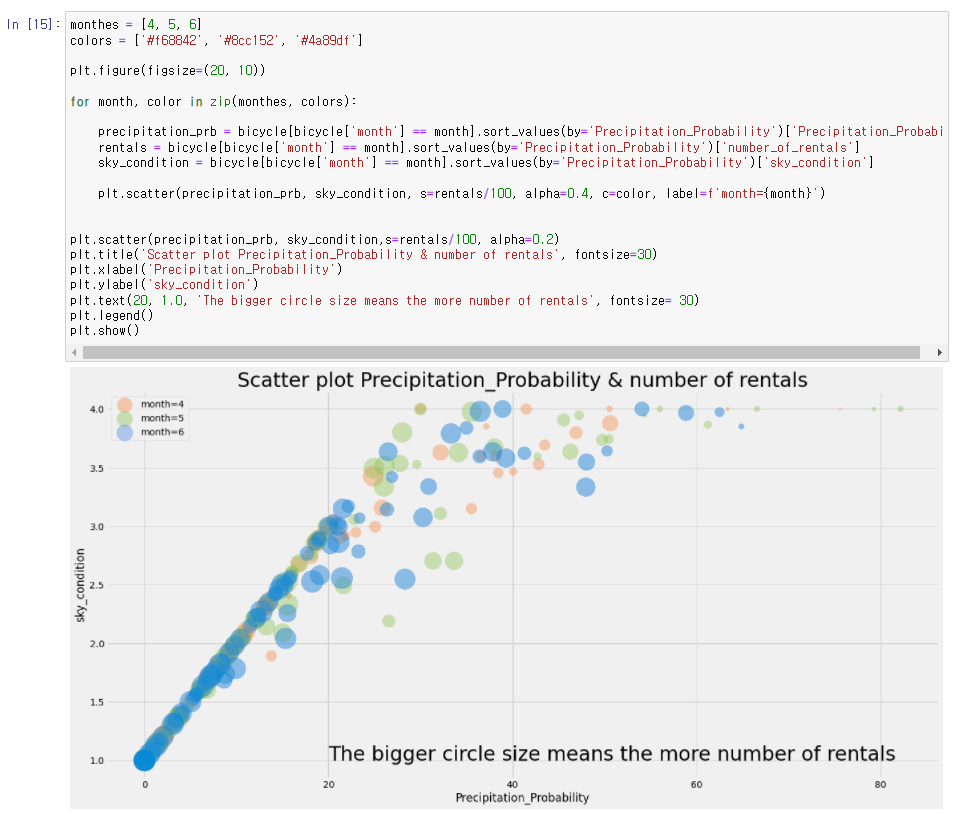 In [15]:
monthes = [4, 5, 6]
colors = ['#f68842', '#8cc152', '#4a89df']
plt.figure(figsize=(20, 10))
for month, color in zip(monthes, colors):
precipitation_prb = bicycle[bicycle['month'] == month].sort_values(by='Precipitation_Probability')['Precipitation_Probabi
rentals = bicycle[bicycle['month'] == month].sort_values(by='Precipitation_Probability')['number_of_rentals']
sky_condition = bicycle[bicycle['month'] == month].sort_values(by='Precipitation_Probability')['sky_condition']
plt.scatter(precipitation_prb, sky_condition, s=rentals/100, alpha=0.4, c=color, label=f'month={month}')
plt.scatter(precipitation_prb, sky_condition,s=rentals/100, alpha=0.2)
plt.title('Scatter plot Precipitation_Probability & number of rentals', fontsize=30)
plt.xlabel('Precipitation_Probability')
plt.ylabel('sky_condition')
plt.text(20, 1.0, 'The bigger circle size means the more number of rentals', fontsize= 30)
plt.legend()
plt.show()
Scatter plot Precipitation_Probability & number of rentals
month=4
month=5
month=6
4.0
3.5
3.0
2.5
2.0
1.5
1.0
sky_condition
The bigger circle size means the more number of rentals
0 20 40 60 80
Precipitation_Probability